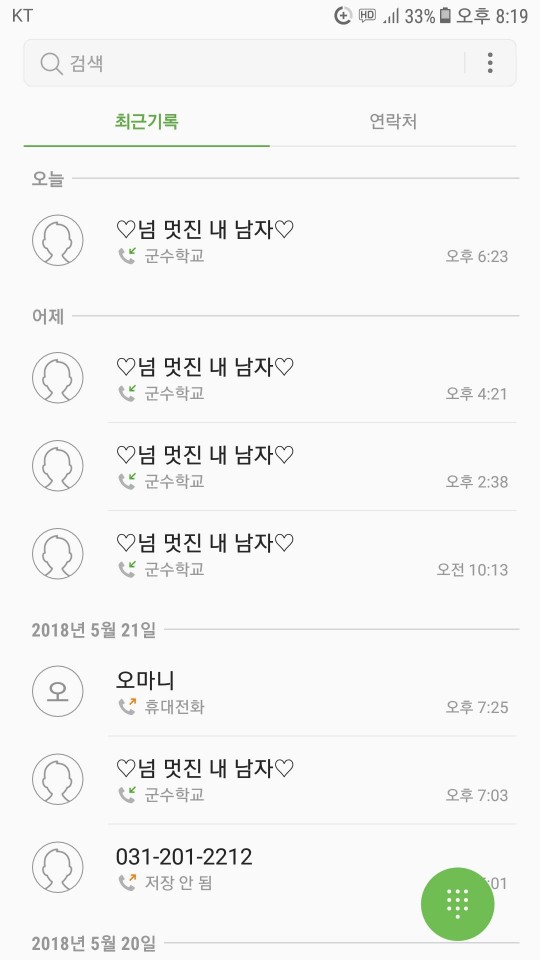 KT HD 33% 오후 8:19
검색
최근기록 연락처
오늘
♡넘 멋진 내 남자♡
군수학교 오후 6:23
어제
♡넘 멋진 내 남자♡
군수학교 오후 4:21
♡넘 멋진 내 남자♡
군수학교 오후 2:38
♡넘 멋진 내 남자♡
군수학교 오전 10:13
2018년 5월 21일
오 오마니
휴대전화 오후 7:25
♡넘 멋진 내 남자♡
군수학교 오후 7:03
031-201-2212
저장 안 됨 :01
2018년 5월 20일